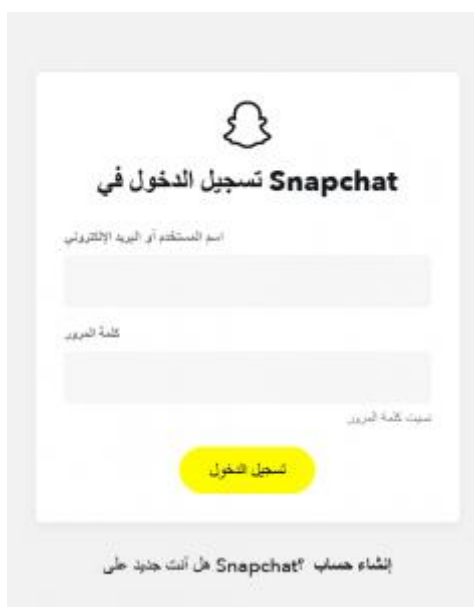 تسجيل الدخول في Snapchat
اسم المستخدم أو البريد الإلكتروني
كلمة المرور
نسيت كلمة المرور
تسجيل الدخول
هل أنت جديد على Snapchat؟ إنشاء حساب